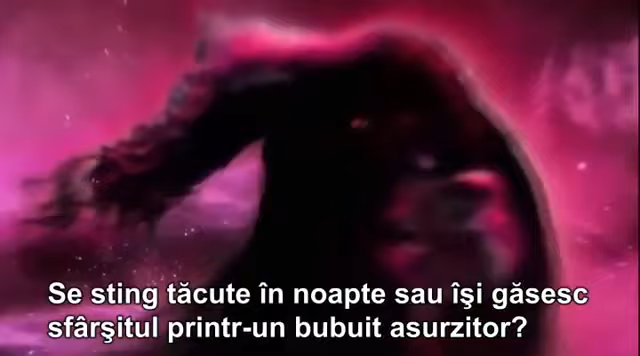 Se sting tăcute în noapte sau îşi găsesc
sfârşitul printr-un bubuit asurzitor?